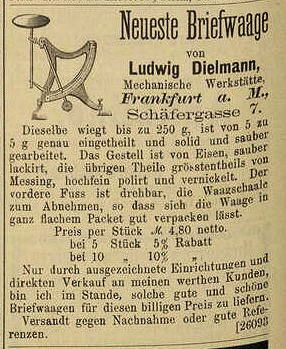 Neueste Briefwaage
von
Ludwig Dielmann,
Mechanische Werkstätte,
Frankfurt a. M.,
Schäfergasse 7.
Dieselbe wiegt bis zu 250 g, ist von 5 zu
5 g genau eingetheilt und solid und sauber
gearbeitet. Das Gestell ist von Eisen, sauber
lackirt, die übrigen Theile grösstentheils von
Messing, hochfein polirt und vernickelt. Der
vordere Fuss ist drehbar, die Waagschaale
zum Abnehmen, so dass sich die Waage in
ganz flachem Packet gut verpacken lässt.
Preis per Stück M. 4,80 netto.
bei 5 Stück 5% Rabatt
bei 10 „ 10% „
Nur durch ausgezeichnete Einrichtungen und
direkten Verkauf an meinen werthen Kunden,
bin ich im Stande, solche gute und schöne
Briefwaagen für diesen billigen Preis zu liefern.
Versandt gegen Nachnahme oder gute Refe-
renzen. [26093